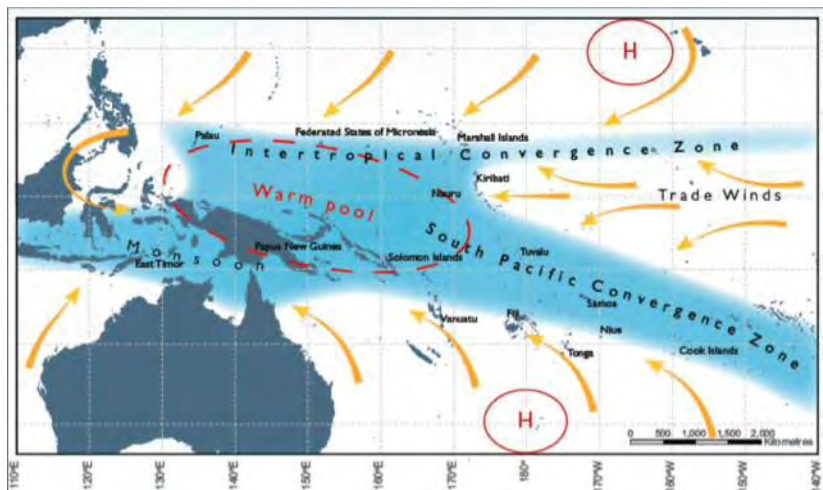 H
Palau
Federated States of Micronesia
Marshall Islands
Intertropical Convergence Zone
Kiribati
Nauru
Trade Winds
Warm pool
South Pacific Convergence Zone
Monsoon
East Timor
Papua New Guinea
Solomon Islands
Tuvalu
Samoa
Vanuatu
Fiji
Niue
Tonga
Cook Islands
H
0 500 1,000 1,500 2,000
Kilometres
110°E 120°E 130°E 140°E 150°E 160°E 170°E 180° 170°W 160°W 150°W 140°W